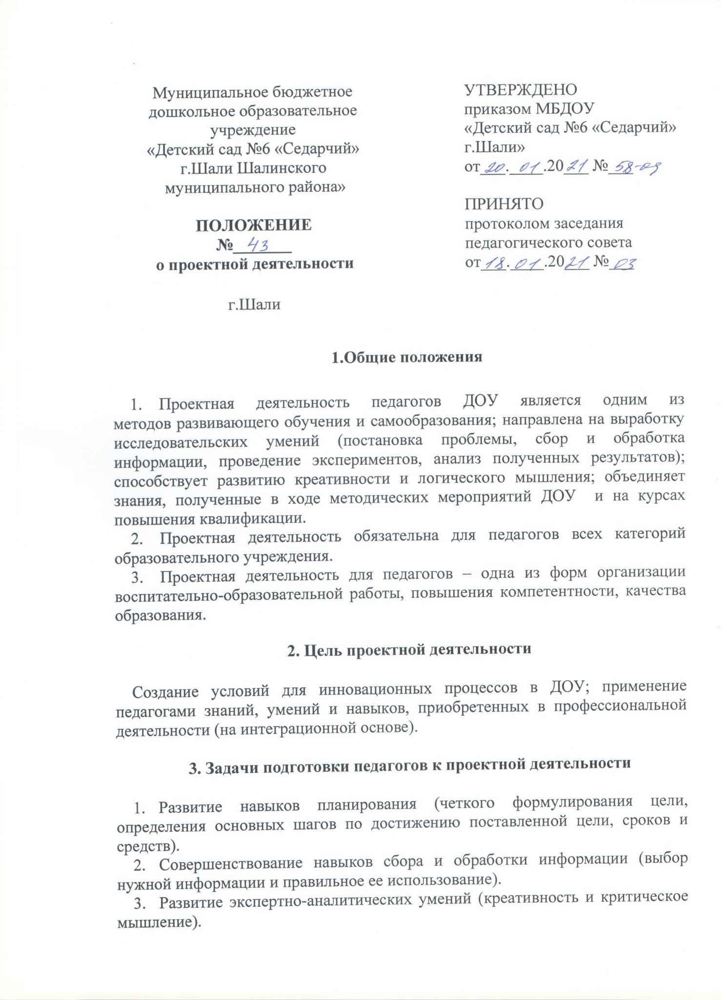 Муниципальное бюджетное
дошкольное образовательное
учреждение
«Детский сад №6 «Седарчий»
г.Шали Шалинского
муниципального района»
ПОЛОЖЕНИЕ
№ 43
о проектной деятельности
г.Шали
УТВЕРЖДЕНО
приказом МБДОУ
«Детский сад №6 «Седарчий»
г.Шали»
от 20. 01.2021 № 58-од
ПРИНЯТО
протоколом заседания
педагогического совета
от 18. 01.2021 № 03
1.Общие положения
1. Проектная деятельность педагогов ДОУ является одним из
методов развивающего обучения и самообразования; направлена на выработку
исследовательских умений (постановка проблемы, сбор и обработка
информации, проведение экспериментов, анализ полученных результатов);
способствует развитию креативности и логического мышления; объединяет
знания, полученные в ходе методических мероприятий ДОУ и на курсах
повышения квалификации.
2. Проектная деятельность обязательна для педагогов всех категорий
образовательного учреждения.
3. Проектная деятельность для педагогов – одна из форм организации
воспитательно-образовательной работы, повышения компетентности, качества
образования.
2. Цель проектной деятельности
Создание условий для инновационных процессов в ДОУ; применение
педагогами знаний, умений и навыков, приобретенных в профессиональной
деятельности (на интеграционной основе).
3. Задачи подготовки педагогов к проектной деятельности
1. Развитие навыков планирования (четкого формулирования цели,
определения основных шагов по достижению поставленной цели, сроков и
средств).
2. Совершенствование навыков сбора и обработки информации (выбор
нужной информации и правильное ее использование).
3. Развитие экспертно-аналитических умений (креативность и критическое
мышление).